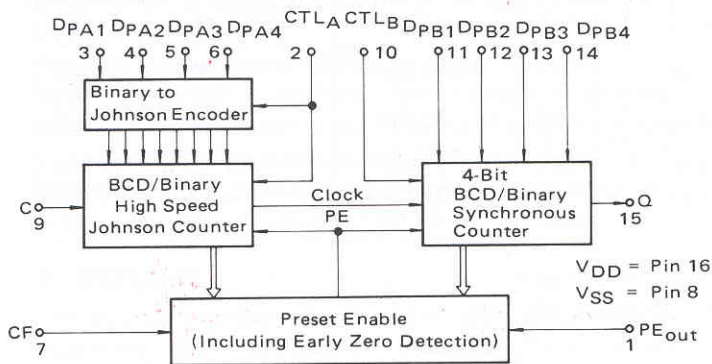 DPA1 DPA2 DPA3 DPA4 CTLA CTLB DPB1 DPB2 DPB3 DPB4
3 4 5 6 2 10 11 12 13 14
Binary to
Johnson Encoder
BCD/Binary
High Speed
Johnson Counter
C
9
Clock
PE
4-Bit
BCD/Binary
Synchronous
Counter
Q
15
VDD = Pin 16
VSS = Pin 8
CF
7
Preset Enable
(Including Early Zero Detection)
PEout
1